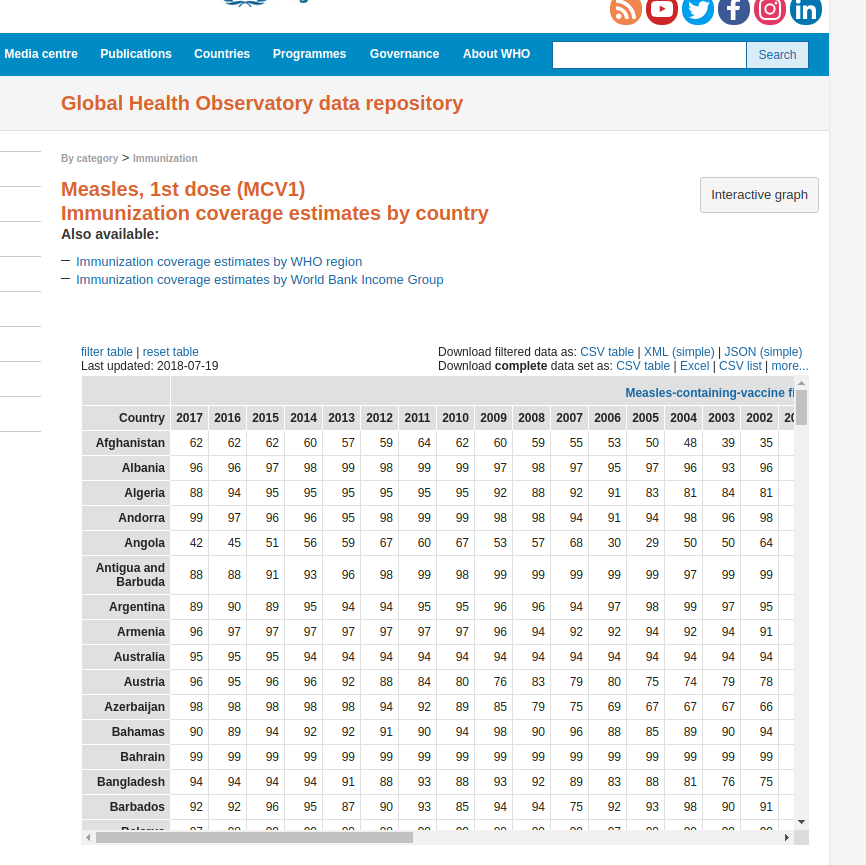 Media centre Publications Countries Programmes Governance About WHO Search
Global Health Observatory data repository
By category > Immunization
Measles, 1st dose (MCV1)
Immunization coverage estimates by country
Interactive graph
Also available:
Immunization coverage estimates by WHO region
Immunization coverage estimates by World Bank Income Group
filter table | reset table Download filtered data as: CSV table | XML (simple) | JSON (simple)
Last updated: 2018-07-19 Download complete data set as: CSV table | Excel | CSV list | more...
Measles-containing-vaccine fi
Country 2017 2016 2015 2014 2013 2012 2011 2010 2009 2008 2007 2006 2005 2004 2003 2002 20
Afghanistan 62 62 62 60 57 59 64 62 60 59 55 53 50 48 39 35
Albania 96 96 97 98 99 98 99 99 97 98 97 95 97 96 93 96
Algeria 88 94 95 95 95 95 95 95 92 88 92 91 83 81 84 81
Andorra 99 97 96 96 95 98 99 99 98 98 94 91 94 98 96 98
Angola 42 45 51 56 59 67 60 67 53 57 68 30 29 50 50 64
Antigua and
Barbuda 88 88 91 93 96 98 99 98 99 99 99 99 99 97 99 99
Argentina 89 90 89 95 94 94 95 95 96 96 94 97 98 99 97 95
Armenia 96 97 97 97 97 97 97 97 96 94 92 92 94 92 94 91
Australia 95 95 95 94 94 94 94 94 94 94 94 94 94 94 94 94
Austria 96 95 96 96 92 88 84 80 76 83 79 80 75 74 79 78
Azerbaijan 98 98 98 98 98 94 92 89 85 79 75 69 67 67 67 66
Bahamas 90 89 94 92 92 91 90 94 98 90 96 88 85 89 90 94
Bahrain 99 99 99 99 99 99 99 99 99 99 99 99 99 99 99 99
Bangladesh 94 94 94 94 91 88 93 88 93 92 89 83 88 81 76 75
Barbados 92 92 96 95 87 90 93 85 94 94 75 92 93 98 90 91